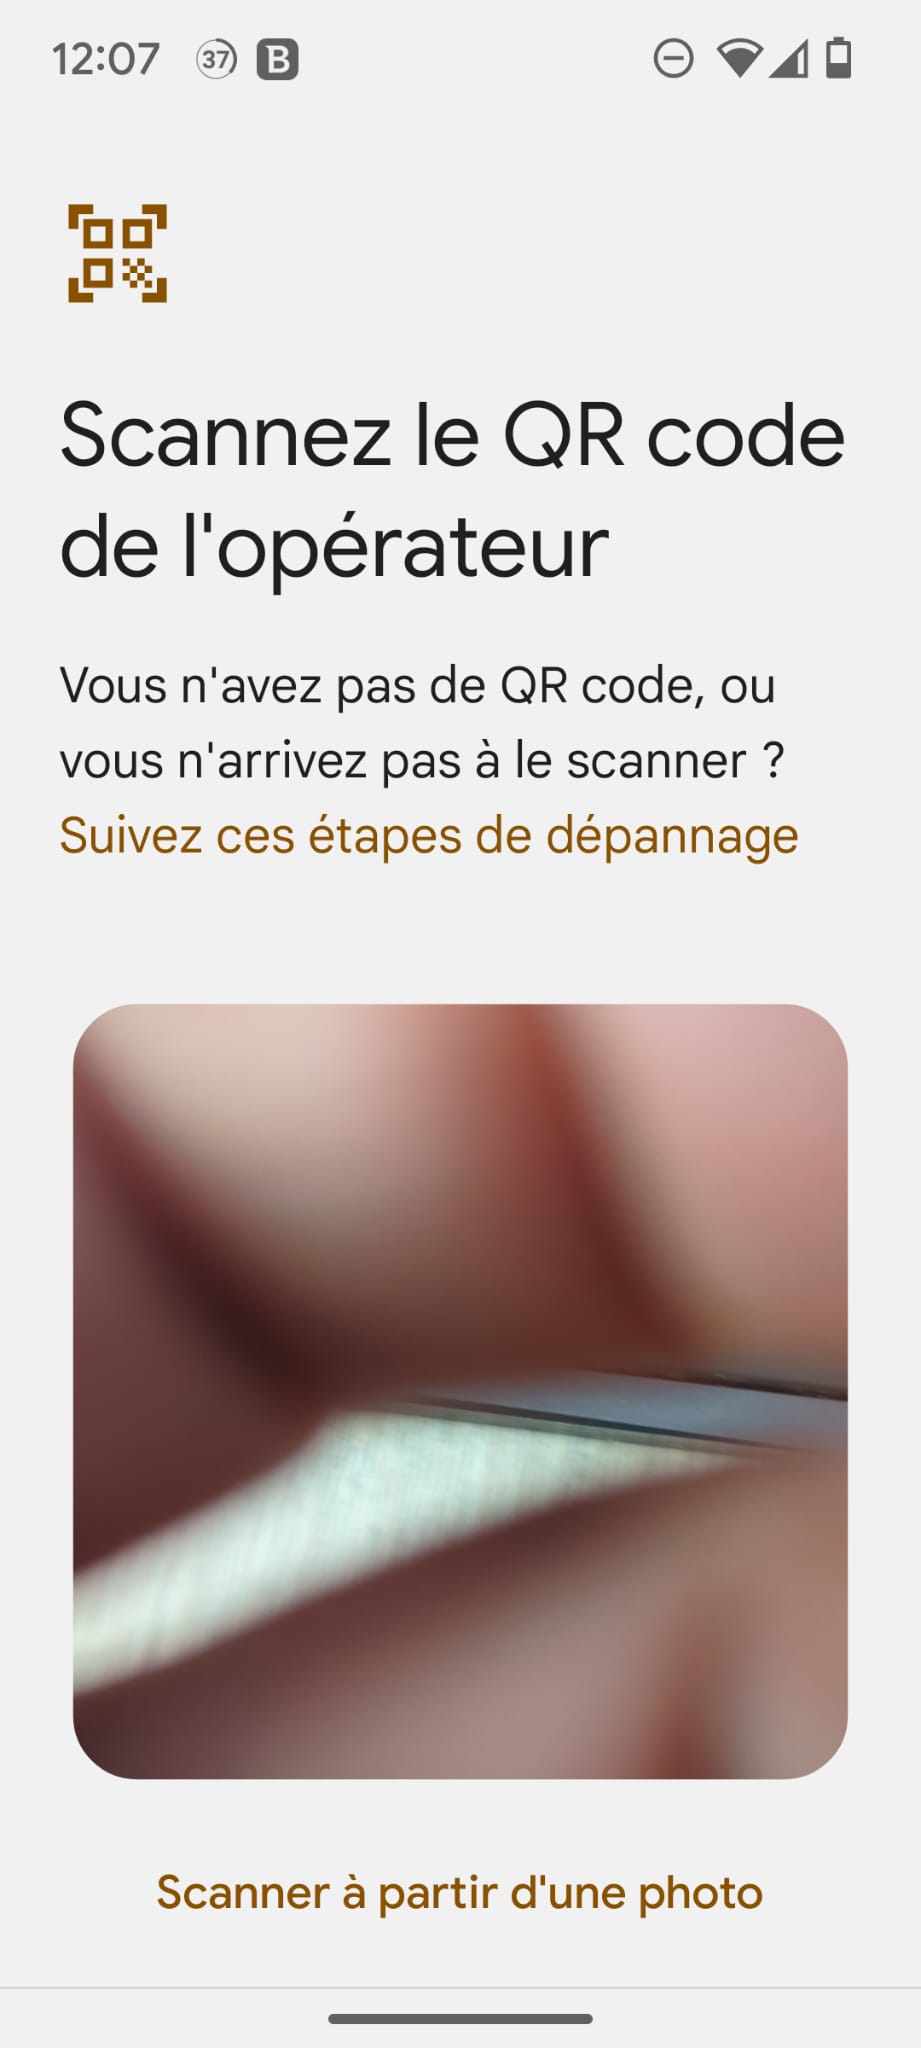 12:07 37 B
Scannez le QR code
de l'opérateur
Vous n'avez pas de QR code, ou
vous n'arrivez pas à le scanner ?
Suivez ces étapes de dépannage
Scanner à partir d'une photo